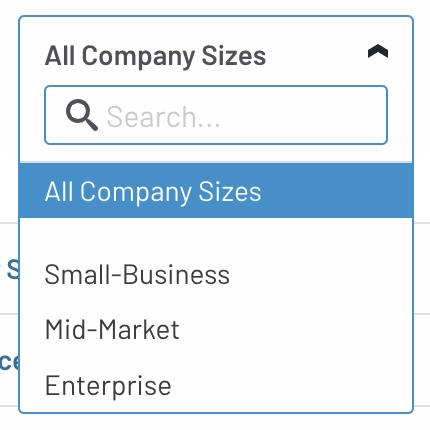 All Company Sizes
Search...
All Company Sizes
Small-Business
Mid-Market
Enterprise